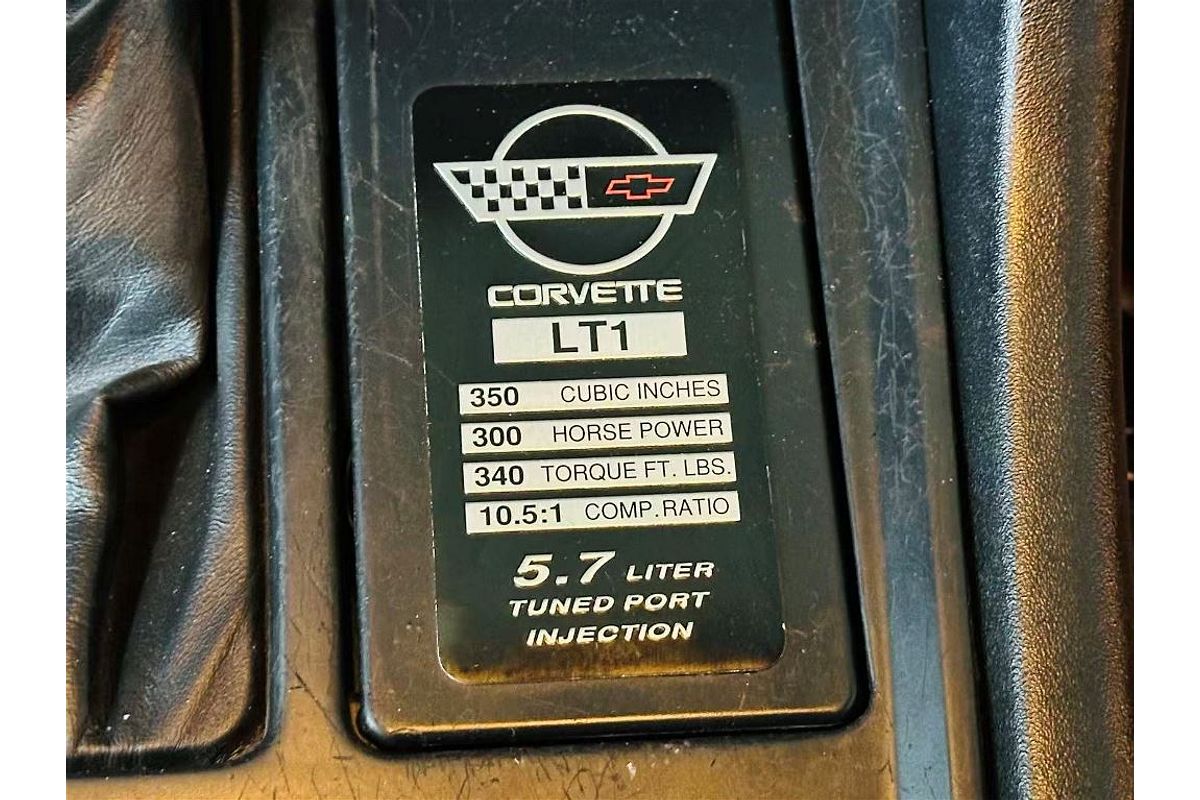 CORVETTE
LT1
350 CUBIC INCHES
300 HORSE POWER
340 TORQUE FT. LBS.
10.5:1 COMP. RATIO
5.7 LITER
TUNED PORT
INJECTION